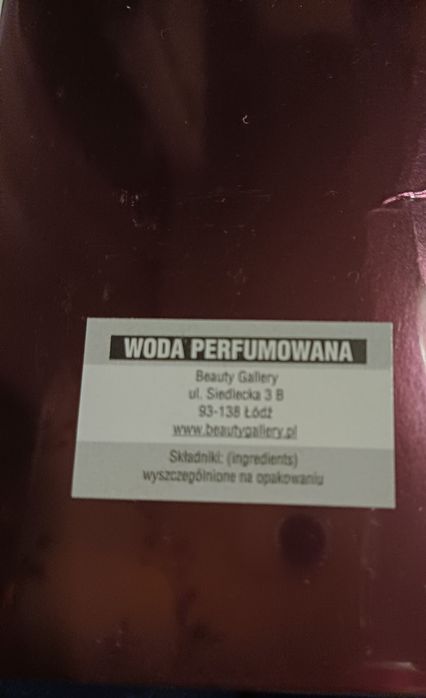 WODA PERFUMOWANA
Beauty Gallery
ul. Siedlecka 3 B
93-138 Łódź
www.beautygallery.pl
Składniki: (ingredients)
wyszczególnione na opakowaniu